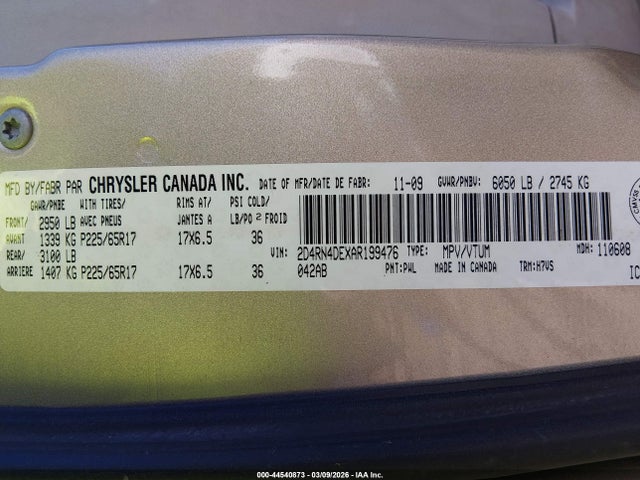 MFD BY/FABR PAR CHRYSLER CANADA INC. DATE OF MFR/DATE DE FABR: 11-09 GVWR/PNBV: 6050 LB / 2745 KG
GAWR/PNBE WITH TIRES/ RIMS AT/ PSI COLD/
FRONT/ 2950 LB AVEC PNEUS JANTES A LB/PO 2 FROID
AVANT 1339 KG P225/65R17 17X6.5 36
REAR/ 3100 LB
ARRIERE 1407 KG P225/65R17 17X6.5 36
VIN: 2D4RN4DEXAR199476 TYPE: MPV/VTUM MDH: 110608
042AB PNT: PWL MADE IN CANADA TRM: H7US IC
000-44540873 - 03/09/2026 - IAA Inc.